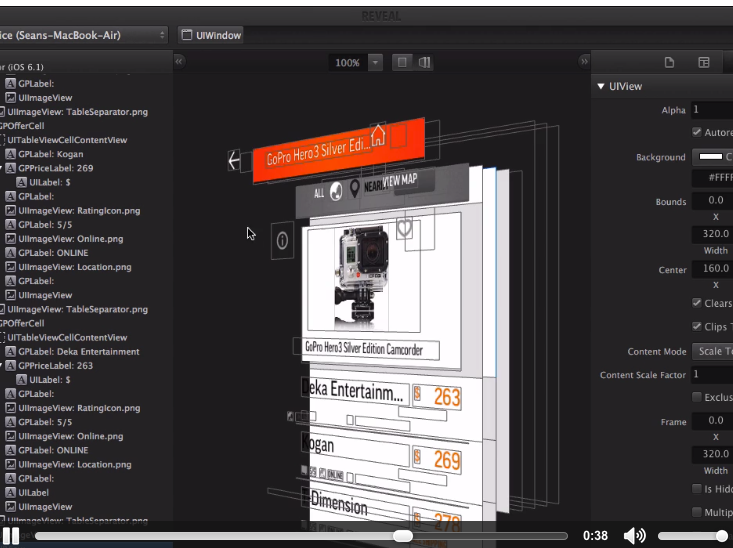 REVEAL
ice (Seans-MacBook-Air)
UIWindow
or (iOS 6.1)
100%
GPLabel:
UIImageView
UIImageView: TableSeparator.png
GPOfferCell
UITableViewCellContentView
GPLabel: Kogan
GPPriceLabel: 269
UILabel: $
GPLabel:
UIImageView: RatingIcon.png
GPLabel: 5/5
UIImageView: Online.png
GPLabel: ONLINE
UIImageView: Location.png
GPLabel:
UIImageView
UIImageView: TableSeparator.png
GPOfferCell
UITableViewCellContentView
GPLabel: Deka Entertainment
GPPriceLabel: 263
UILabel: $
GPLabel:
UIImageView: RatingIcon.png
GPLabel: 5/5
UIImageView: Online.png
GPLabel: ONLINE
UIImageView: Location.png
GPLabel:
UILabel
UIImageView
UIImageView: TableSeparator.png
GoPro Hero3 Silver Edi...
ALL
VIEW MAP
GoPro Hero3 Silver Edition Camcorder
Deka Entertainm...
$ 263
Kogan
$ 269
ONLINE
Dimension
$ 278
UIView
Alpha 1
Autore
Background
#FFFF
Bounds 0.0
X
320.0
Width
Center 160.0
X
Clears
Clips T
Content Mode Scale To
Content Scale Factor 1
Exclus
Frame 0.0
X
320.0
Width
Is Hidd
Multip
0:38